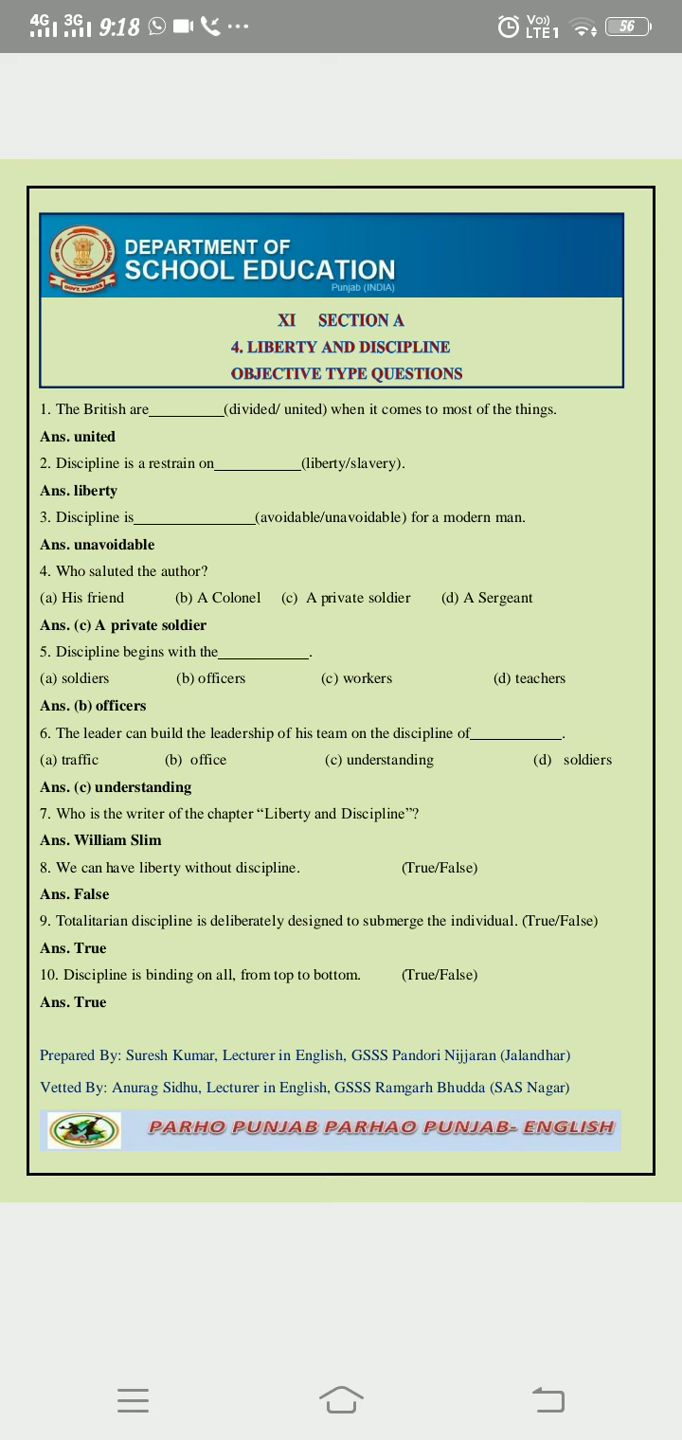 4G 3G 9:18 Vo)) LTE1 56
DEPARTMENT OF
SCHOOL EDUCATION
Punjab (INDIA)
GOVT. PUNJAB
XI SECTION A
4. LIBERTY AND DISCIPLINE
OBJECTIVE TYPE QUESTIONS
1. The British are__________(divided/ united) when it comes to most of the things.
Ans. united
2. Discipline is a restrain on___________(liberty/slavery).
Ans. liberty
3. Discipline is________________(avoidable/unavoidable) for a modern man.
Ans. unavoidable
4. Who saluted the author?
(a) His friend (b) A Colonel (c) A private soldier (d) A Sergeant
Ans. (c) A private soldier
5. Discipline begins with the____________.
(a) soldiers (b) officers (c) workers (d) teachers
Ans. (b) officers
6. The leader can build the leadership of his team on the discipline of____________.
(a) traffic (b) office (c) understanding (d) soldiers
Ans. (c) understanding
7. Who is the writer of the chapter “Liberty and Discipline”?
Ans. William Slim
8. We can have liberty without discipline. (True/False)
Ans. False
9. Totalitarian discipline is deliberately designed to submerge the individual. (True/False)
Ans. True
10. Discipline is binding on all, from top to bottom. (True/False)
Ans. True
Prepared By: Suresh Kumar, Lecturer in English, GSSS Pandori Nijjaran (Jalandhar)
Vetted By: Anurag Sidhu, Lecturer in English, GSSS Ramgarh Bhudda (SAS Nagar)
PARHO PUNJAB PARHAO PUNJAB- ENGLISH